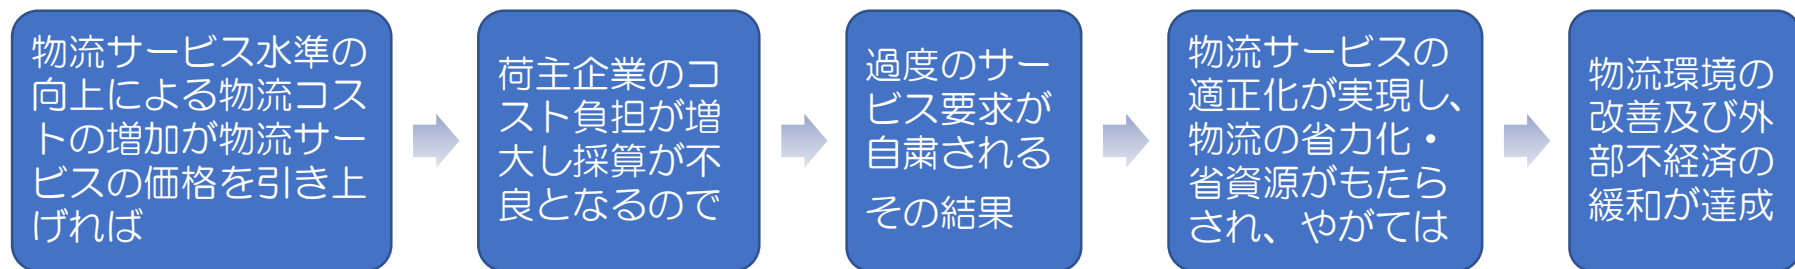 物流サービス水準の
向上による物流コス
トの増加が物流サー
ビスの価格を引き上
げれば
荷主企業のコ
スト負担が増
大し採算が不
良となるので
過度のサー
ビス要求が
自粛される
その結果
物流サービスの
適正化が実現し、
物流の省力化・
省資源がもたら
され、やがては
物流環境の
改善及び外
部不経済の
緩和が達成